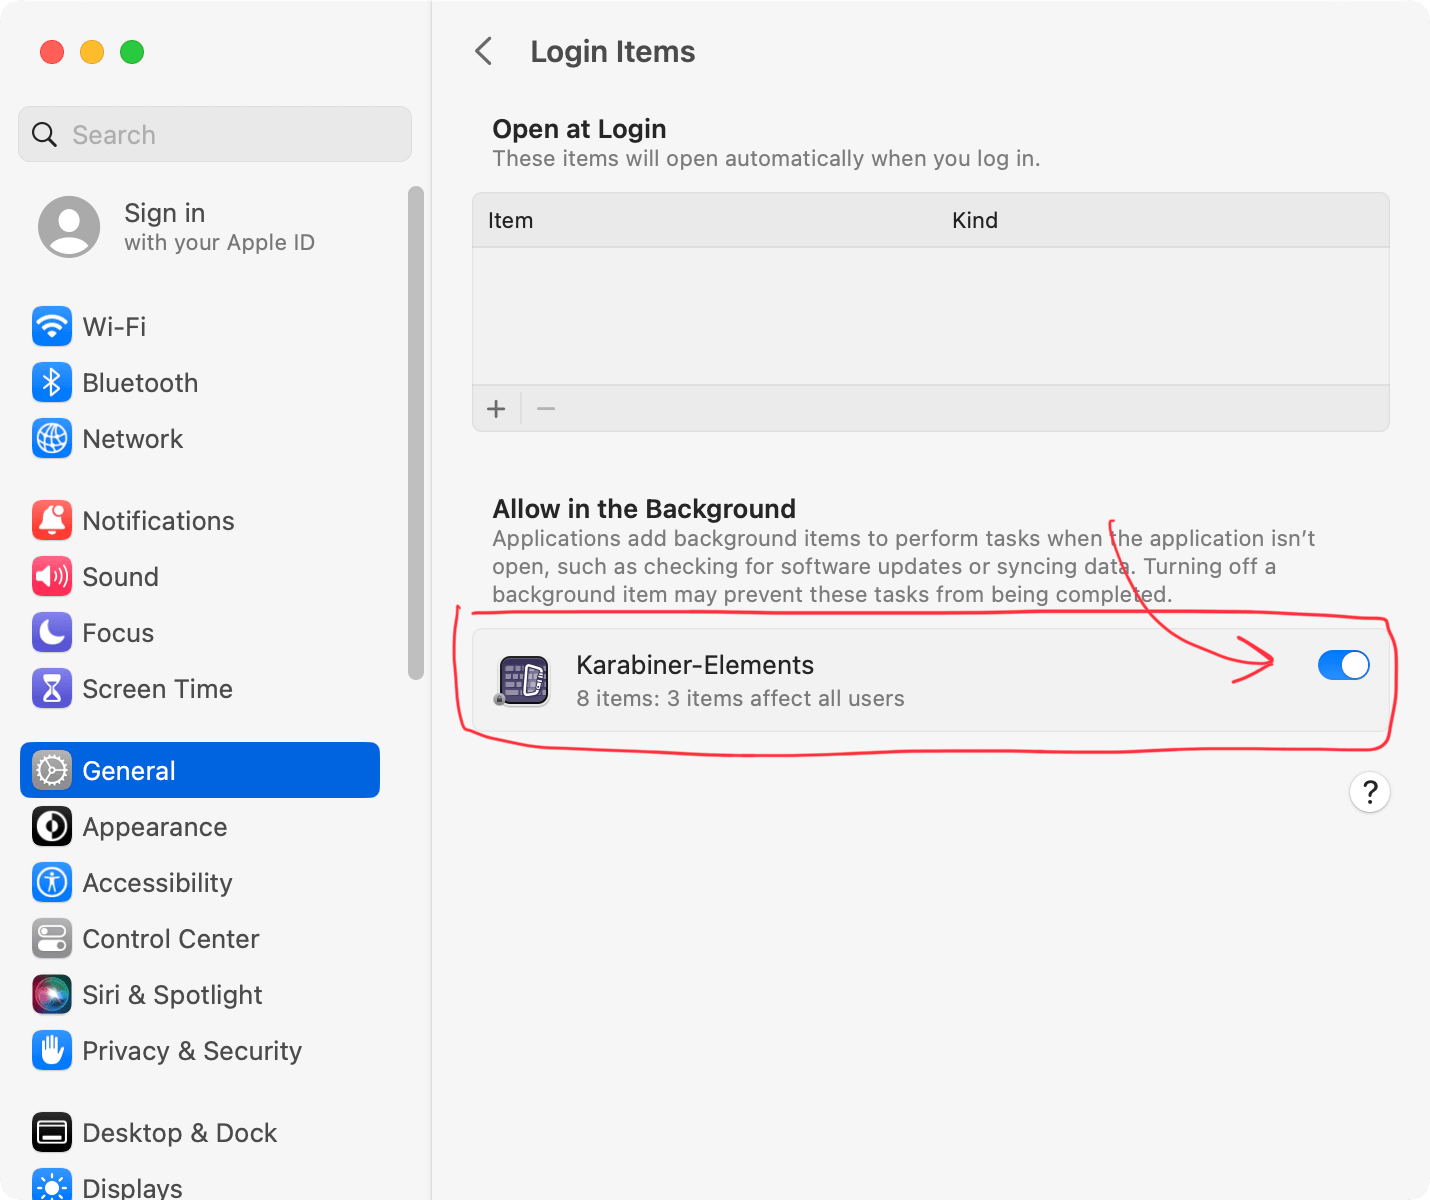 Search
Sign in
with your Apple ID
Wi-Fi
Bluetooth
Network
Notifications
Sound
Focus
Screen Time
General
Appearance
Accessibility
Control Center
Siri & Spotlight
Privacy & Security
Desktop & Dock
Displays
Login Items
Open at Login
These items will open automatically when you log in.
Item Kind
Allow in the Background
Applications add background items to perform tasks when the application isn’t
open, such as checking for software updates or syncing data. Turning off a
background item may prevent these tasks from being completed.
Karabiner-Elements
8 items: 3 items affect all users
?